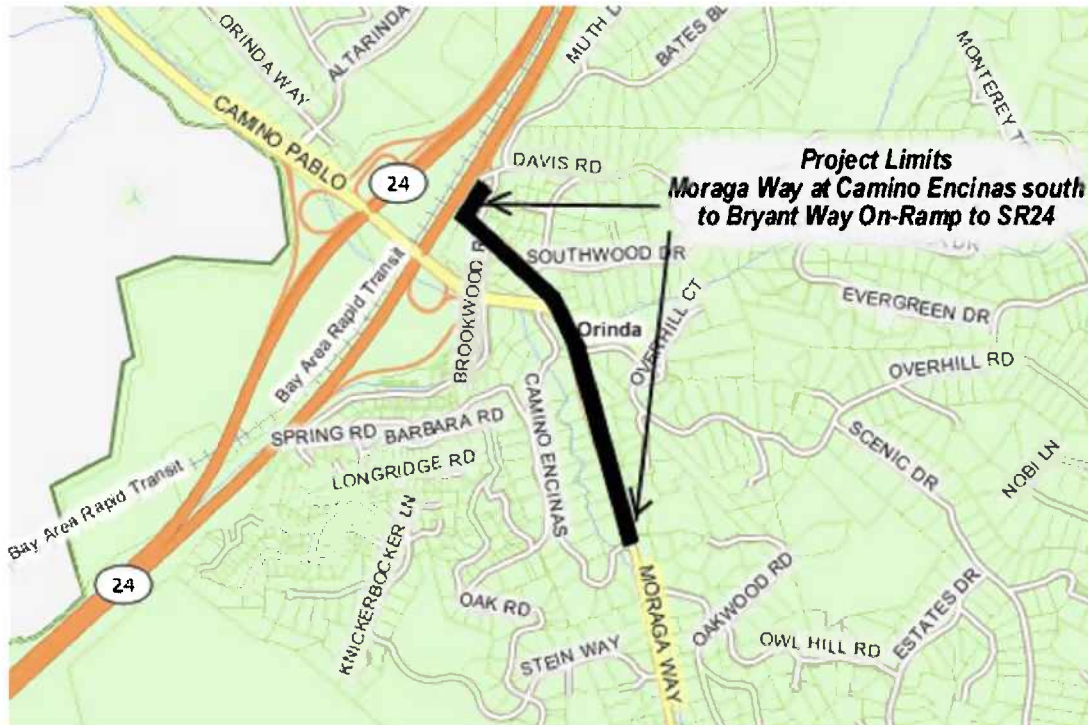 ORINDA WAY
ALTARINDA
MUTH D
BATES BL
MONTEREY T
CAMINO PABLO
24
DAVIS RD
Project Limits
Moraga Way at Camino Encinas south
to Bryant Way On-Ramp to SR24
SOUTHWOOD DR
DR
Bay Area Rapid Transit
BROOKWOOD R
EVERGREEN DR
Orinda
OVERHILL CT
OVERHILL RD
CAMINO ENCINAS
SPRING RD
BARBARA RD
SCENIC DR
LONGRIDGE RD
NOBI LN
Bay Area Rapid Transit
KNICKERBOCKER LN
24
OAK RD
MORAGA WAY
OAKWOOD RD
ESTATES DR
OWL HILL RD
STEIN WAY